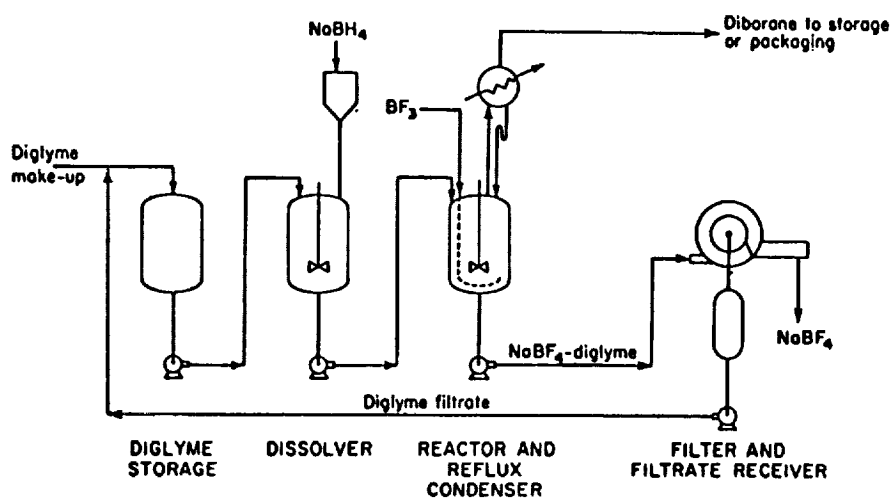 NaBH4
Diborane to storage
or packaging
BF3
Diglyme
make-up
NaBF4-diglyme
NaBF4
Diglyme filtrate
DIGLYME
STORAGE
DISSOLVER
REACTOR AND
REFLUX
CONDENSER
FILTER AND
FILTRATE RECEIVER